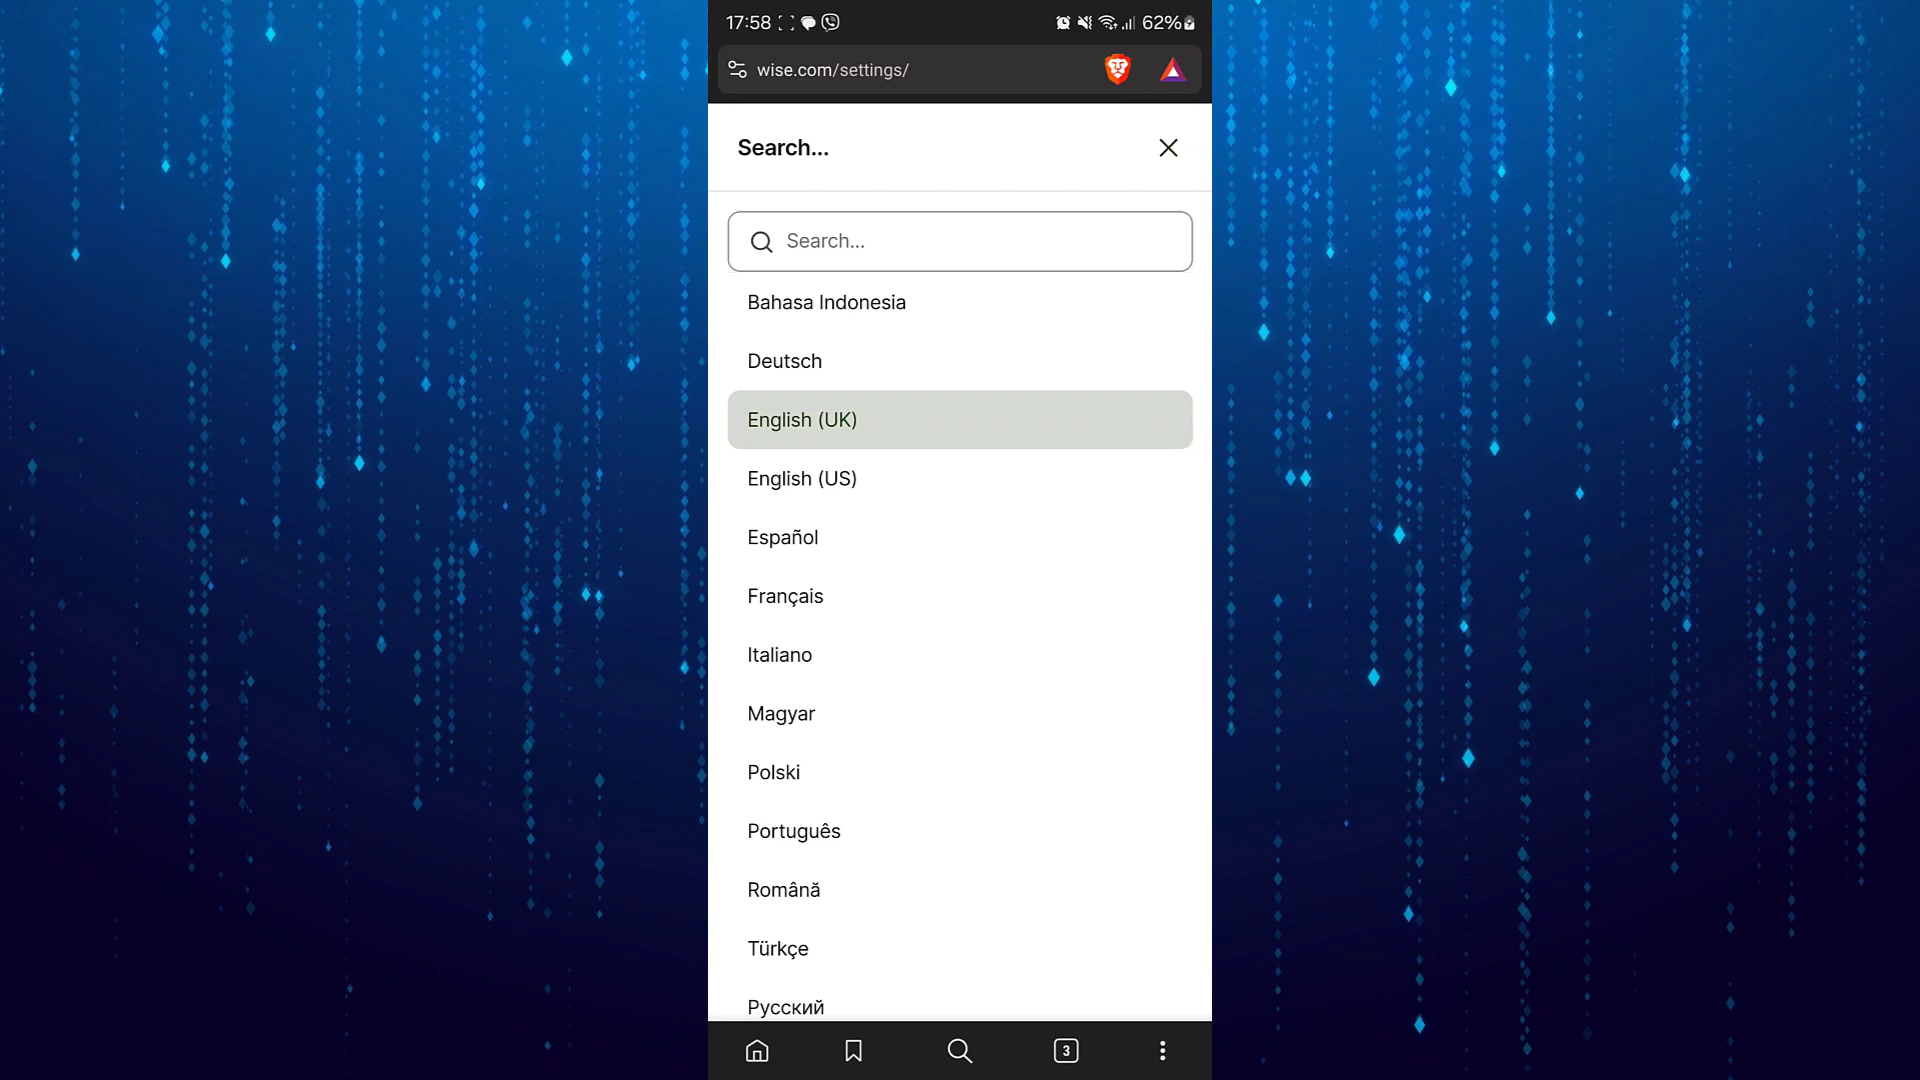 17:58
62%
wise.com/settings/
Search...
Search...
Bahasa Indonesia
Deutsch
English (UK)
English (US)
Español
Français
Italiano
Magyar
Polski
Português
Română
Türkçe
Русский
3